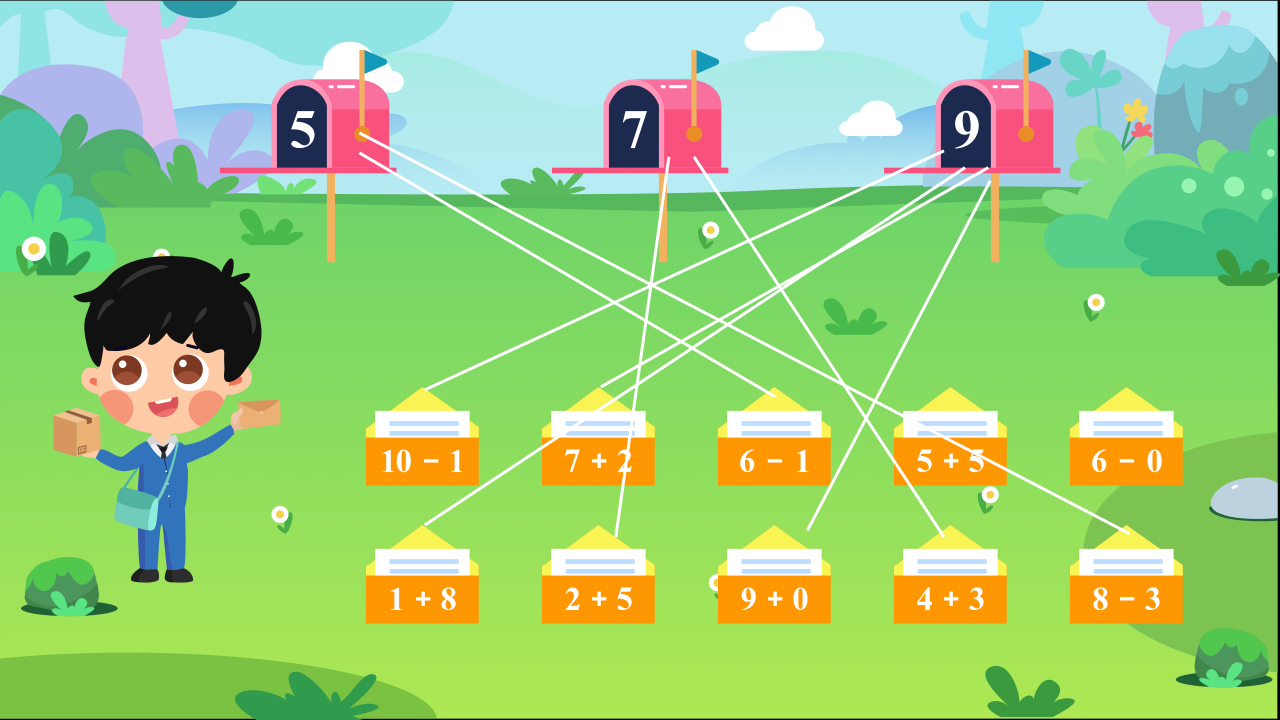 5 7 9
10 − 1 7 + 2 6 − 1 5 + 5 6 − 0
1 + 8 2 + 5 9 + 0 4 + 3 8 − 3